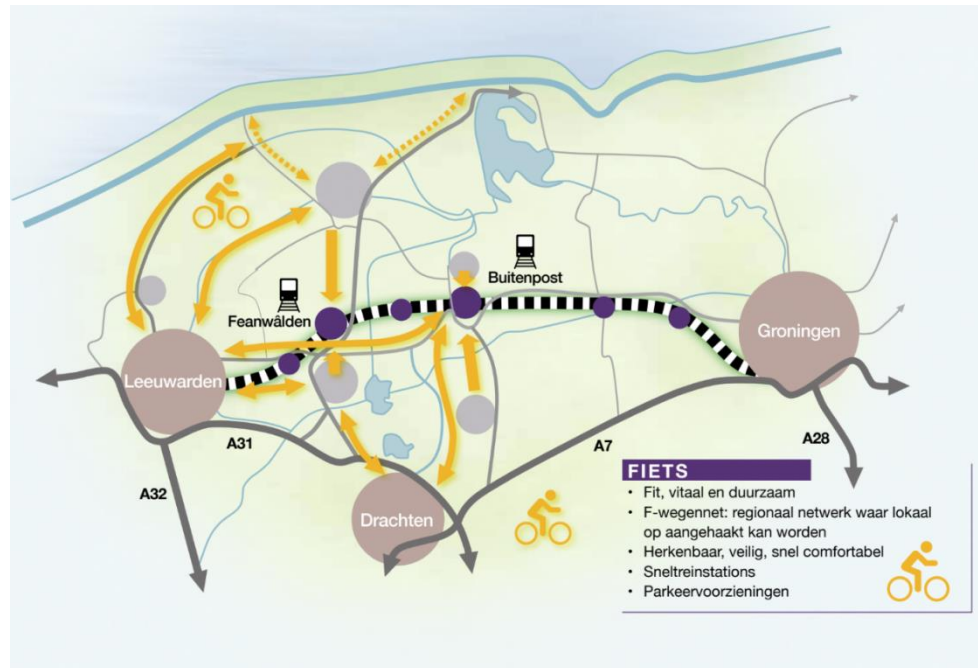 Buitenpost
Feanwâlden
Groningen
Leeuwarden
A31
A7
A28
A32
Drachten
FIETS
• Fit, vitaal en duurzaam
• F-wegennet: regionaal netwerk waar lokaal
op aangehaakt kan worden
• Herkenbaar, veilig, snel comfortabel
• Sneltreinstations
• Parkeervoorzieningen